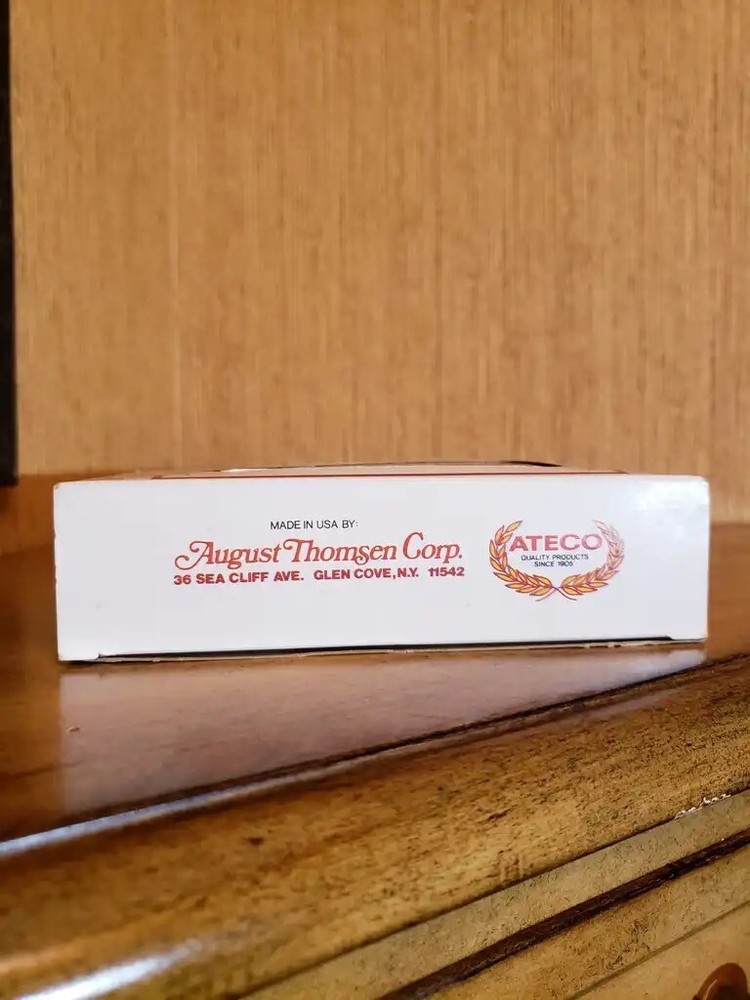 MADE IN USA BY:
August Thomsen Corp.
36 SEA CLIFF AVE. GLEN COVE, N.Y. 11542
ATECO
QUALITY PRODUCTS
SINCE 1905